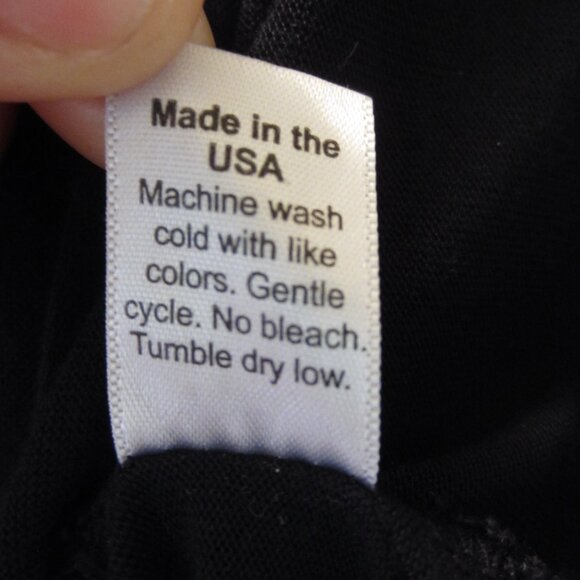 Made in the
USA
Machine wash
cold with like
colors. Gentle
cycle. No bleach.
Tumble dry low.